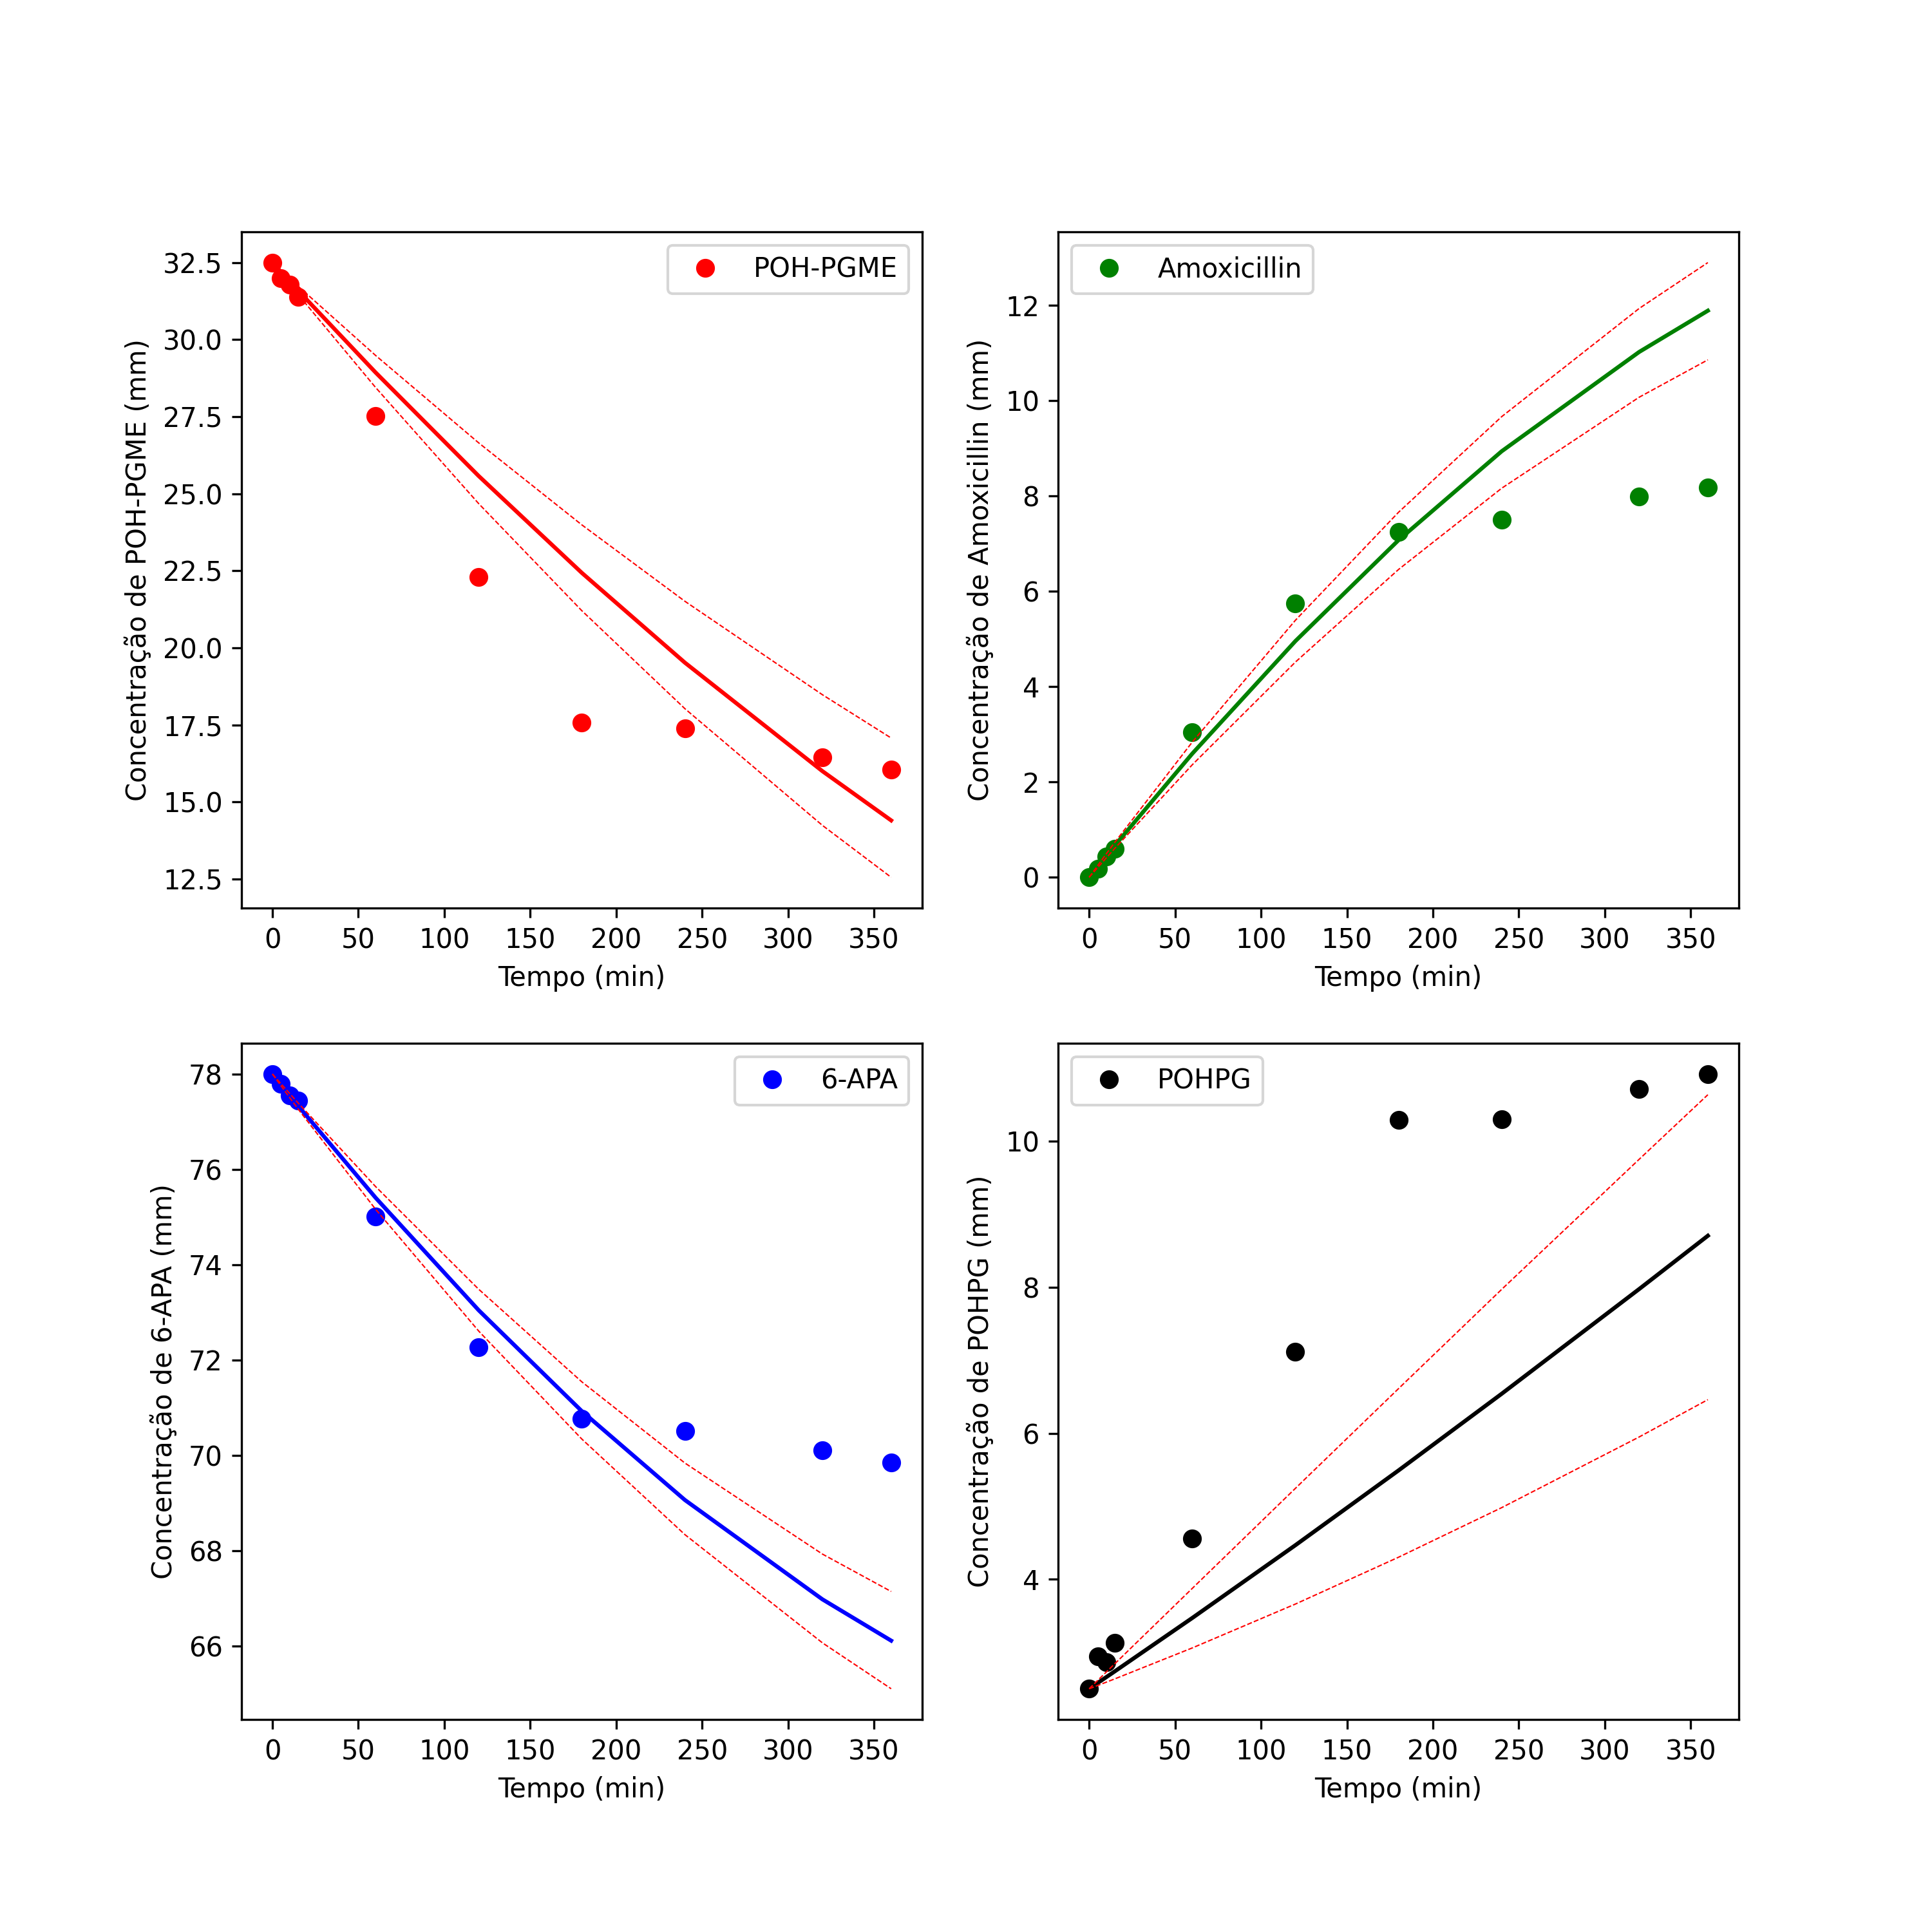 POH-PGME
Concentração de POH-PGME (mm)
32.5
30.0
27.5
25.0
22.5
20.0
17.5
15.0
12.5
0 50 100 150 200 250 300 350
Tempo (min)
Amoxicillin
Concentração de Amoxicillin (mm)
12
10
8
6
4
2
0
0 50 100 150 200 250 300 350
Tempo (min)
6-APA
Concentração de 6-APA (mm)
78
76
74
72
70
68
66
0 50 100 150 200 250 300 350
Tempo (min)
POHPG
Concentração de POHPG (mm)
10
8
6
4
0 50 100 150 200 250 300 350
Tempo (min)